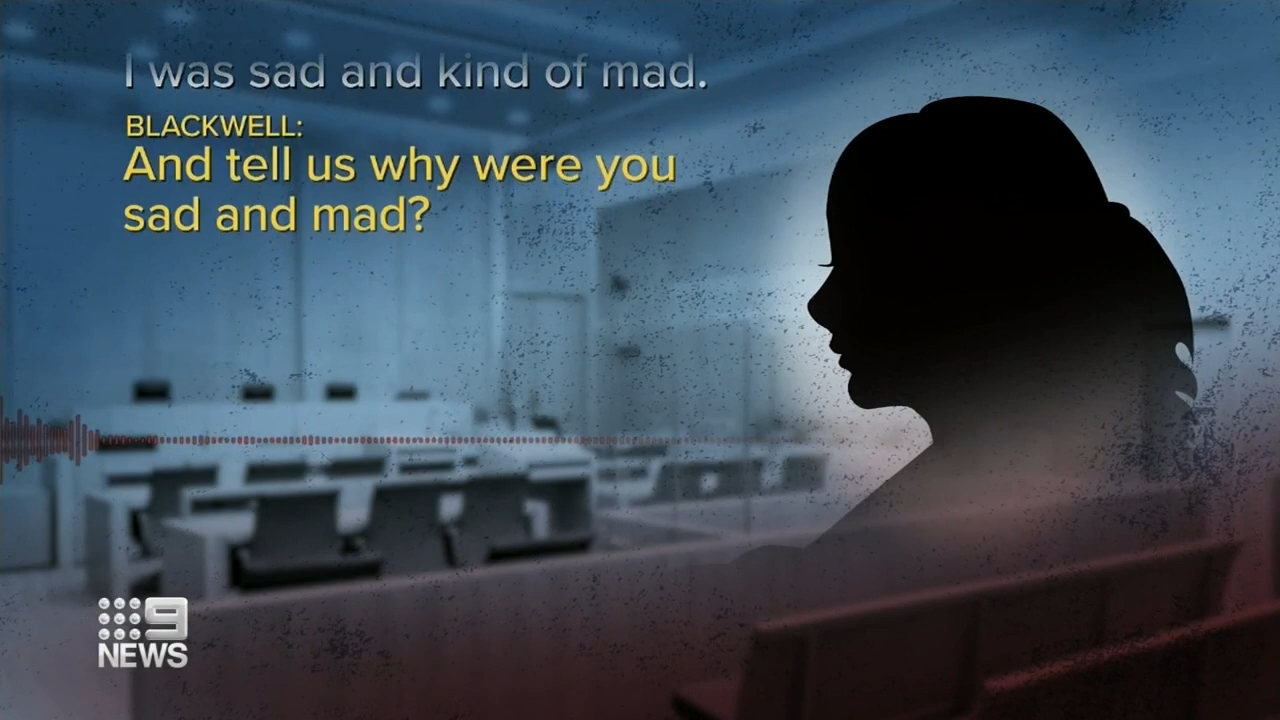 I was sad and kind of mad.
BLACKWELL:
And tell us why were you
sad and mad?
9
NEWS